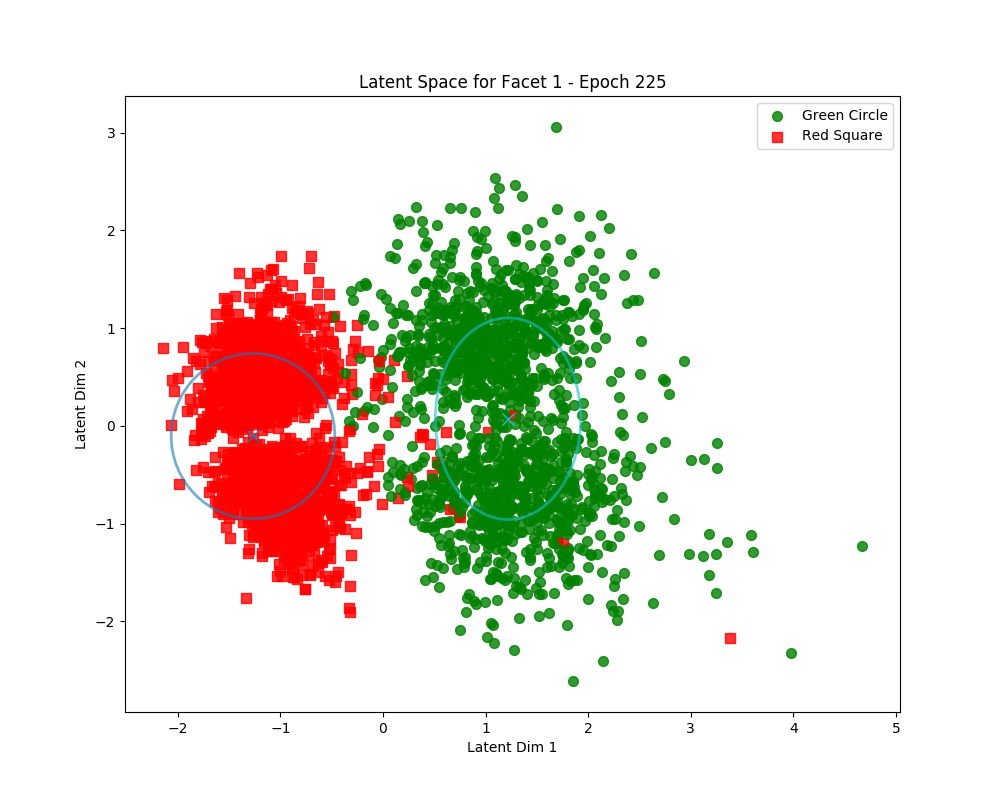 Latent Space for Facet 1 - Epoch 225
Green Circle
Red Square
3
2
1
0
−1
−2
Latent Dim 2
−2 −1 0 1 2 3 4 5
Latent Dim 1